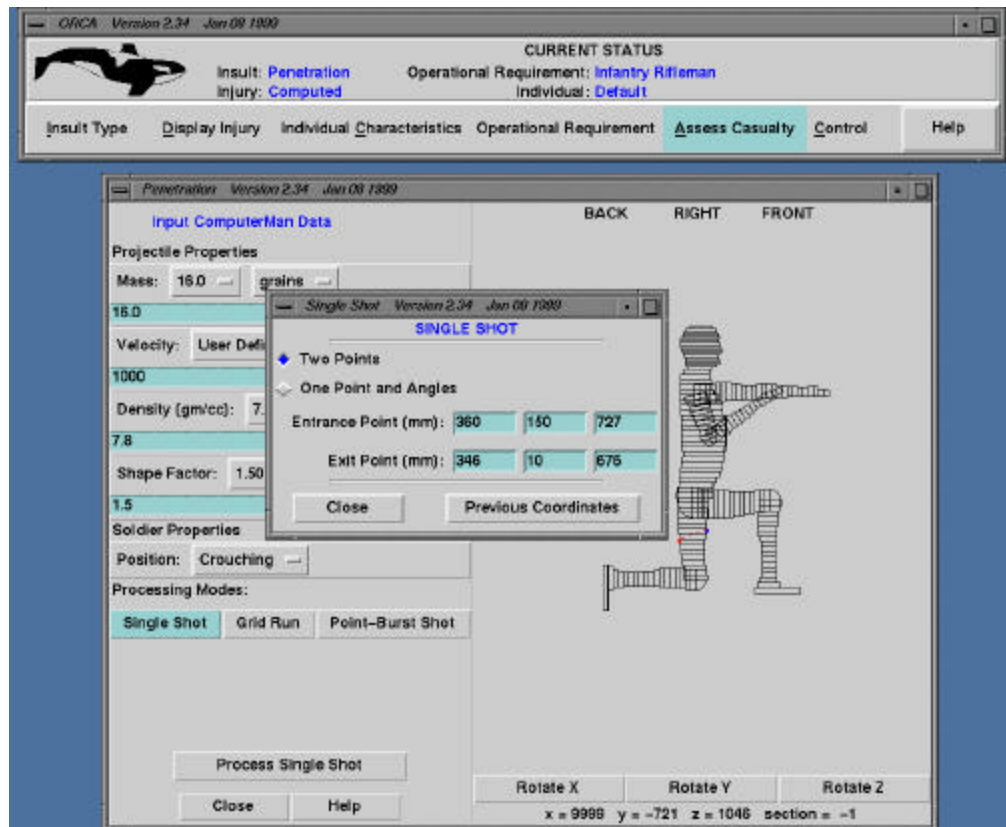 ORCA Version 2.34 Jan 08 1999
CURRENT STATUS
Insult: Penetration Operational Requirement: Infantry Rifleman
Injury: Computed Individual: Default
Insult Type Display Injury Individual Characteristics Operational Requirement Assess Casualty Control Help
Penetration Version 2.34 Jan 08 1999
Input ComputerMan Data BACK RIGHT FRONT
Projectile Properties
Mass: 16.0 grains
16.0
Velocity: User Defi
1000
Density (gm/cc): 7.
7.8
Shape Factor: 1.50
1.5
Soldier Properties
Position: Crouching
Processing Modes:
Single Shot Grid Run Point-Burst Shot
Process Single Shot
Close Help
Single Shot Version 2.34 Jan 08 1999
SINGLE SHOT
Two Points
One Point and Angles
Entrance Point (mm): 360 150 727
Exit Point (mm): 346 10 676
Close Previous Coordinates
Rotate X Rotate Y Rotate Z
x = 9999 y = -721 z = 1046 section = -1